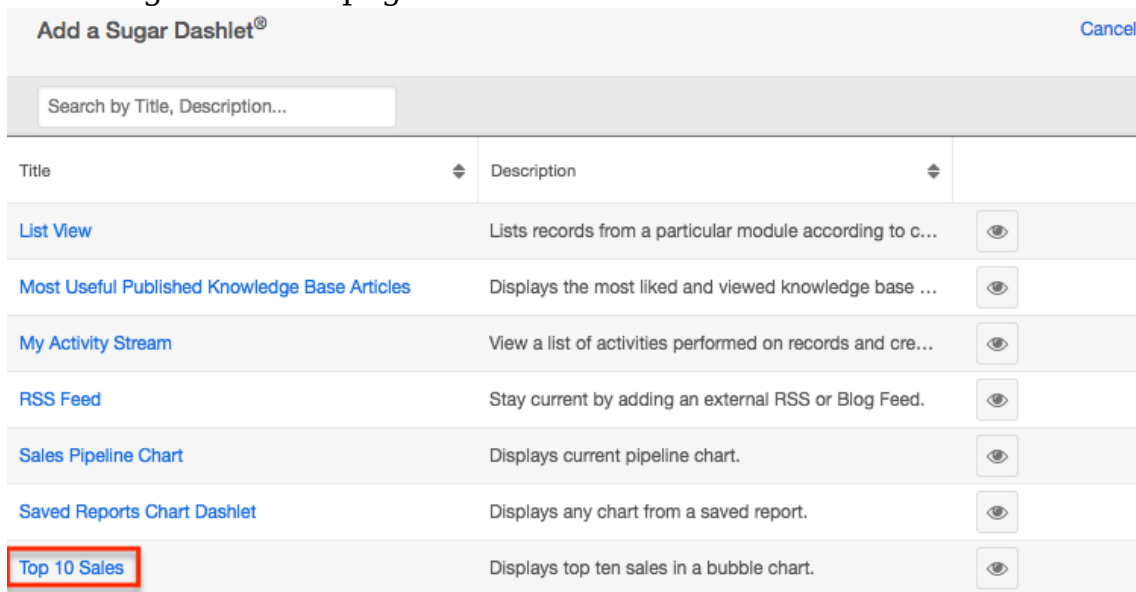 Add a Sugar Dashlet®
Cancel
Search by Title, Description...
Title Description
List View Lists records from a particular module according to c...
Most Useful Published Knowledge Base Articles Displays the most liked and viewed knowledge base ...
My Activity Stream View a list of activities performed on records and cre...
RSS Feed Stay current by adding an external RSS or Blog Feed.
Sales Pipeline Chart Displays current pipeline chart.
Saved Reports Chart Dashlet Displays any chart from a saved report.
Top 10 Sales Displays top ten sales in a bubble chart.